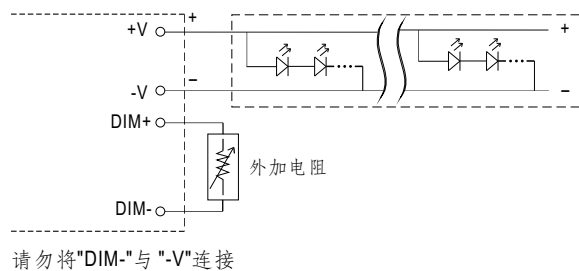 +V + +
-V − −
DIM+
外加电阻
DIM-
请勿将"DIM-"与 "-V"连接